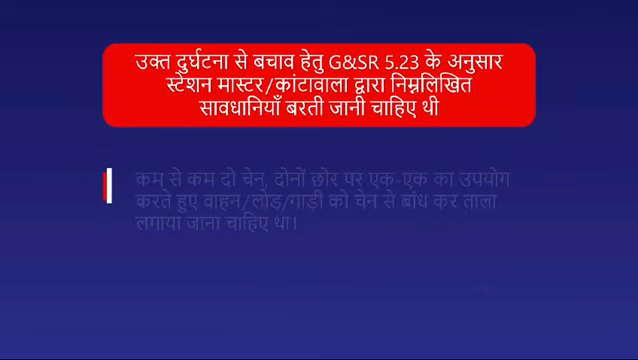 उक्त दुर्घटना से बचाव हेतु G&SR 5.23 के अनुसार
स्टेशन मास्टर/कांटावाला द्वारा निम्नलिखित
सावधानियाँ बरती जानी चाहिए थी
कम से कम दो चेन, दोनों छोर पर एक-एक का उपयोग
करते हुए वाहन/लोड/गाड़ी को चेन से बांध कर ताला
लगाया जाना चाहिए था।